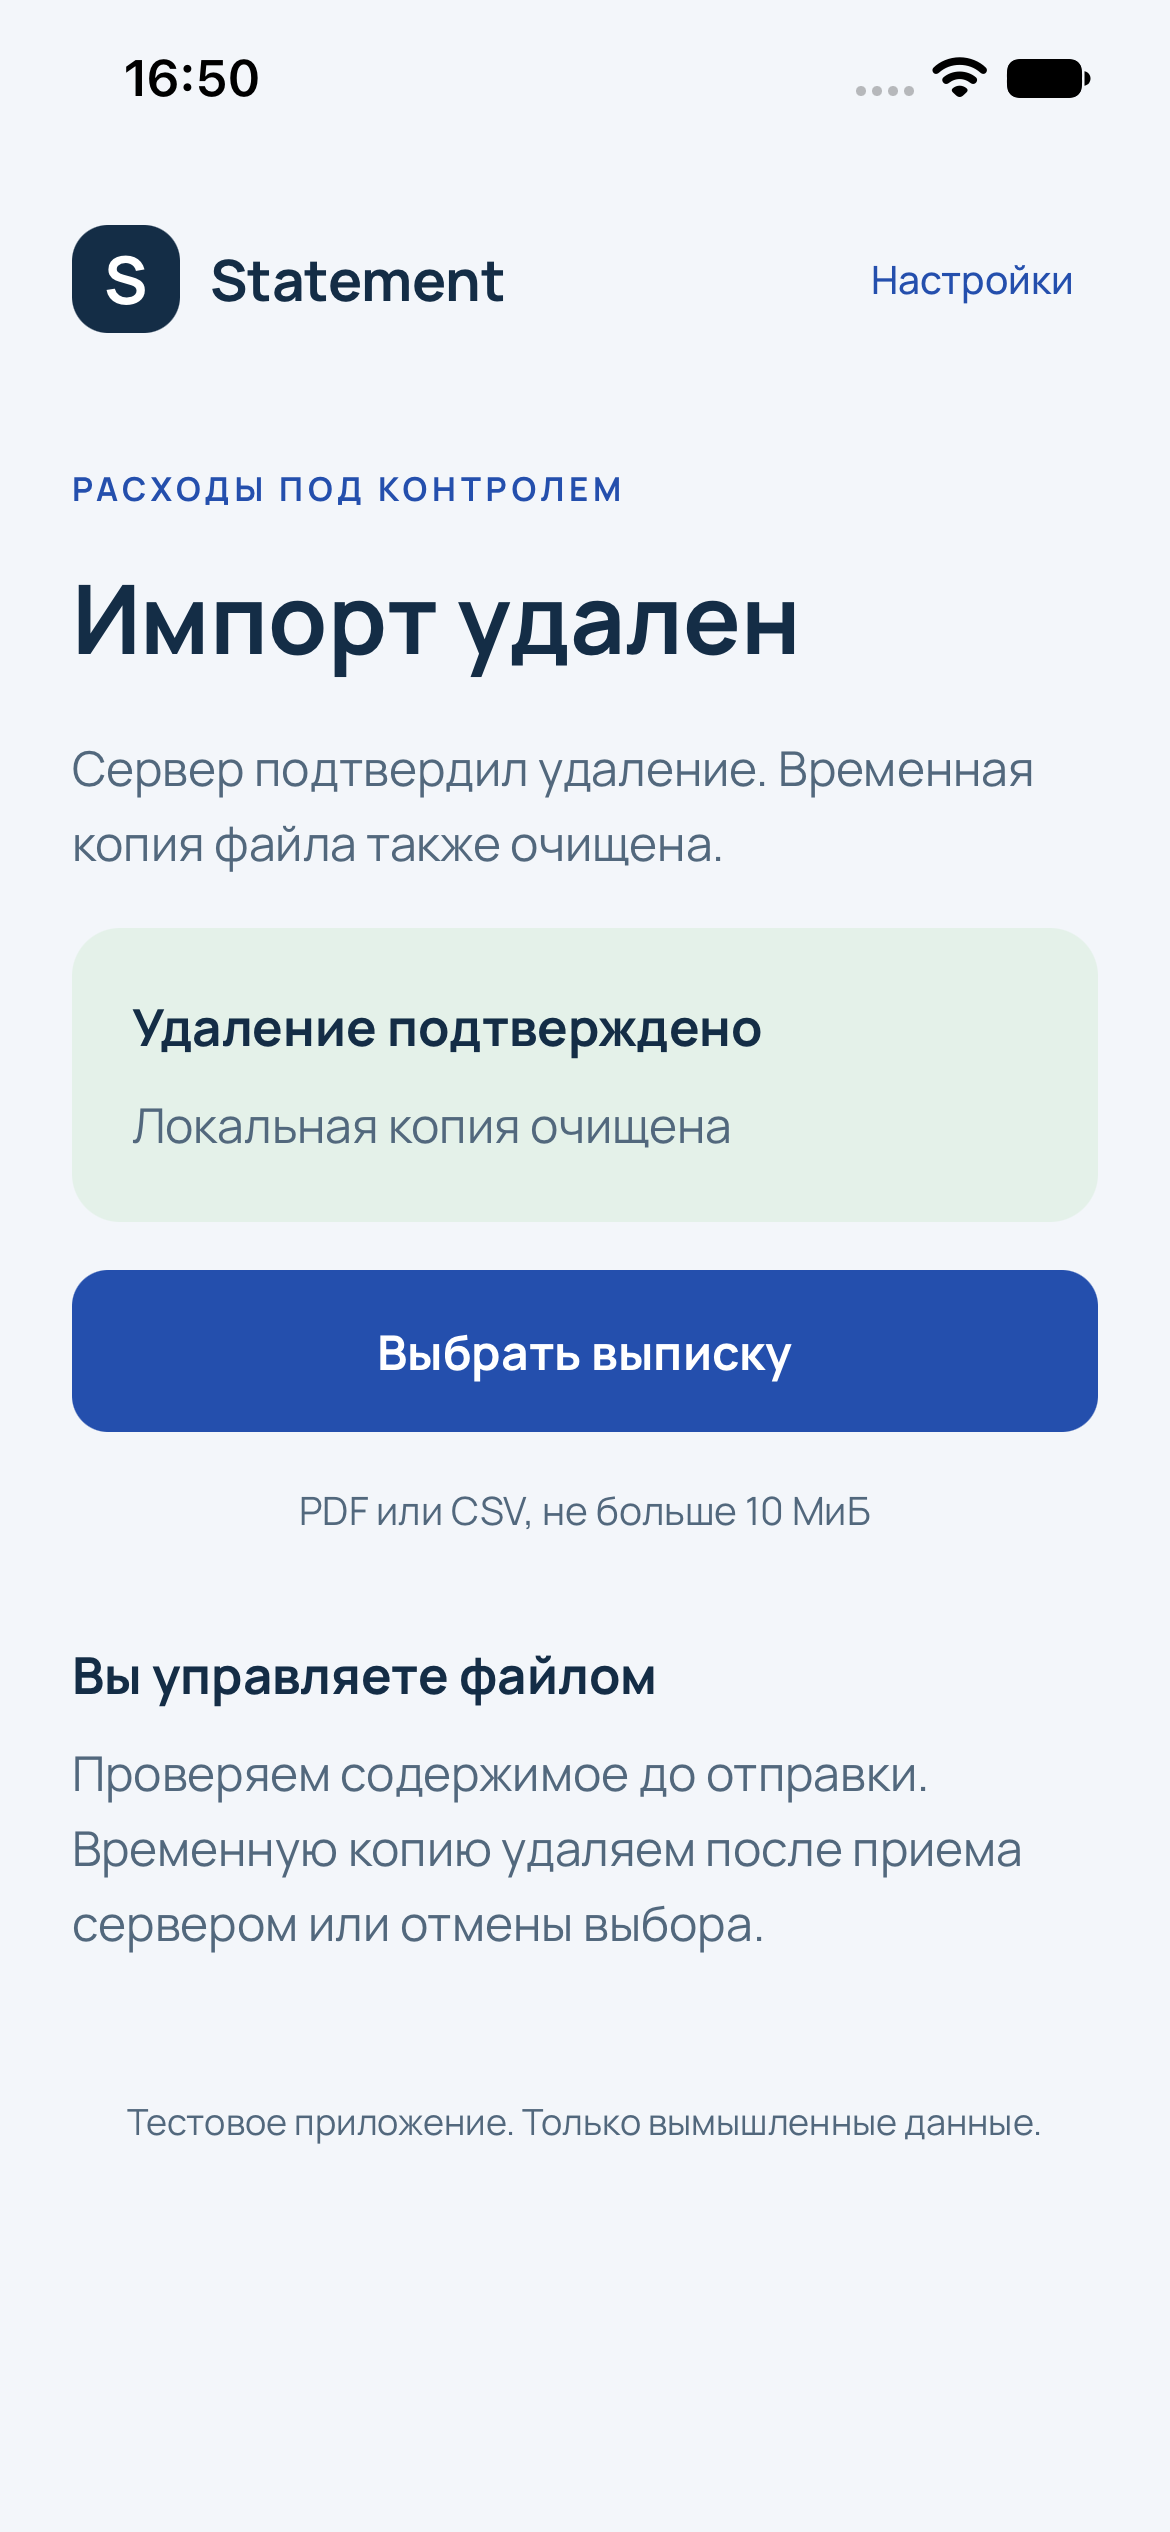 16:50
S Statement
Настройки
РАСХОДЫ ПОД КОНТРОЛЕМ
Импорт удален
Сервер подтвердил удаление. Временная
копия файла также очищена.
Удаление подтверждено
Локальная копия очищена
Выбрать выписку
PDF или CSV, не больше 10 МиБ
Вы управляете файлом
Проверяем содержимое до отправки.
Временную копию удаляем после приема
сервером или отмены выбора.
Тестовое приложение. Только вымышленные данные.